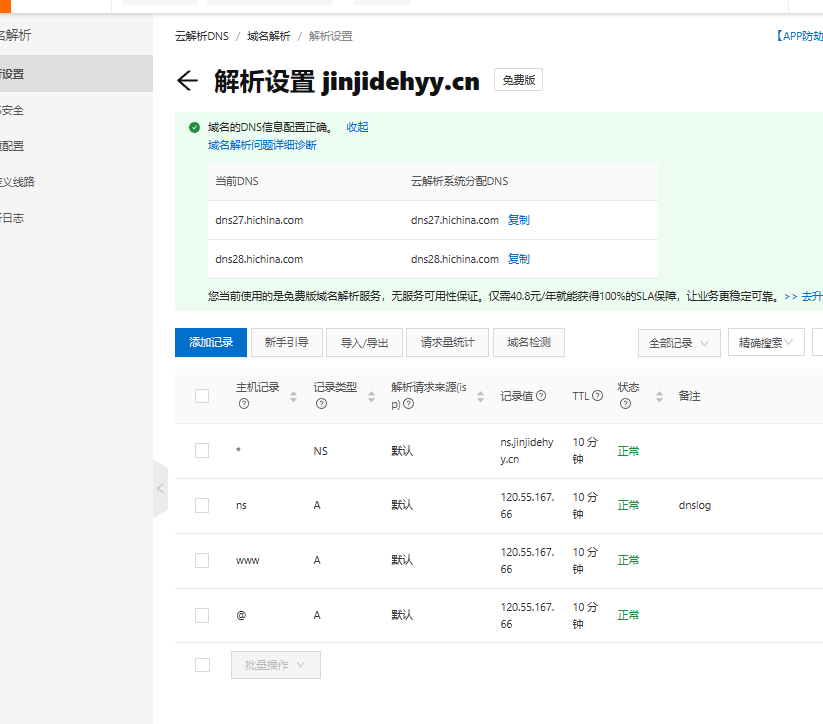 云解析DNS / 域名解析 / 解析设置
【APP防劫
名解析
解析设置 jinjidehyy.cn 免费版
设置
安全
配置
义线路
日志
域名的DNS信息配置正确。 收起
域名解析问题详细诊断
当前DNS 云解析系统分配DNS
dns27.hichina.com dns27.hichina.com 复制
dns28.hichina.com dns28.hichina.com 复制
您当前使用的是免费版域名解析服务，无服务可用性保证。仅需40.8元/年就能获得100%的SLA保障，让业务更稳定可靠。>> 去升
添加记录 新手引导 导入/导出 请求量统计 域名检测 全部记录 精确搜索
主机记录 记录类型 解析请求来源(is
p) 记录值 TTL 状态 备注
* NS 默认 ns.jinjidehy
y.cn 10 分
钟 正常
ns A 默认 120.55.167.
66 10 分
钟 正常 dnslog
www A 默认 120.55.167.
66 10 分
钟 正常
@ A 默认 120.55.167.
66 10 分
钟 正常
批量操作